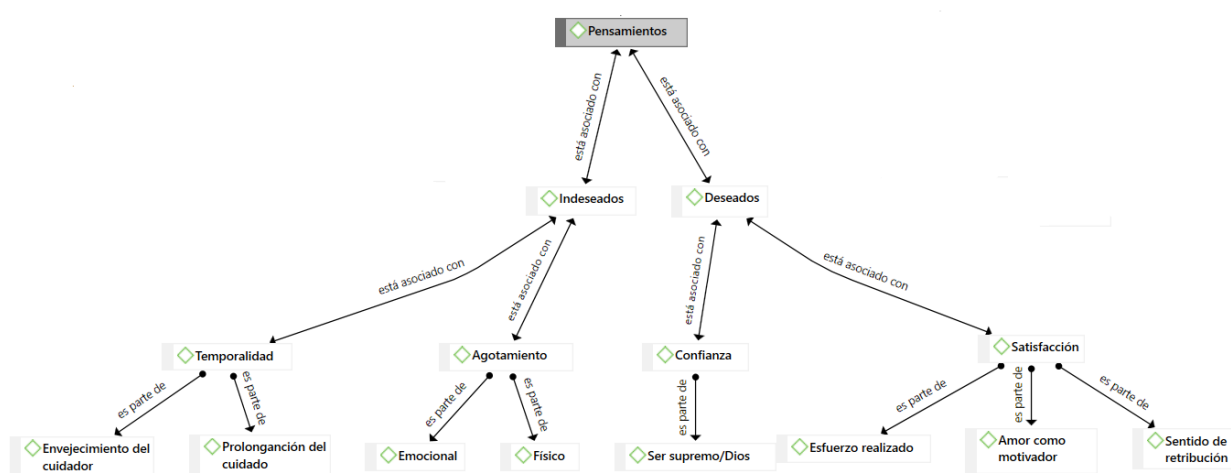 Pensamientos
está asociado con
está asociado con
Indeseados
Deseados
está asociado con
está asociado con
está asociado con
está asociado con
Temporalidad
Agotamiento
Confianza
Satisfacción
es parte de
es parte de
es parte de
es parte de
es parte de
es parte de
es parte de
es parte de
Envejecimiento del
cuidador
Prolonganción del
cuidado
Emocional
Físico
Ser supremo/Dios
Esfuerzo realizado
Amor como
motivador
Sentido de
retribución